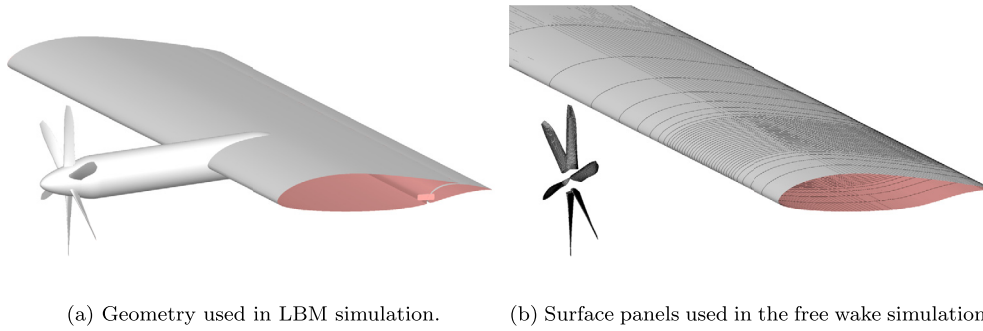 (a) Geometry used in LBM simulation.
(b) Surface panels used in the free wake simulation